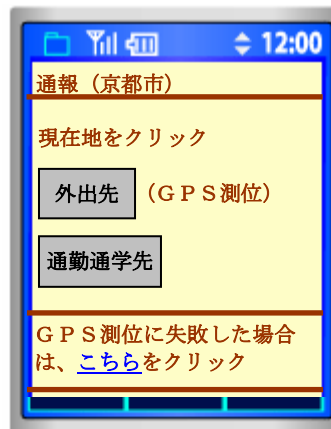 12:00
通報（京都市）
現在地をクリック
外出先 （ＧＰＳ測位）
通勤通学先
ＧＰＳ測位に失敗した場合
は、こちらをクリック